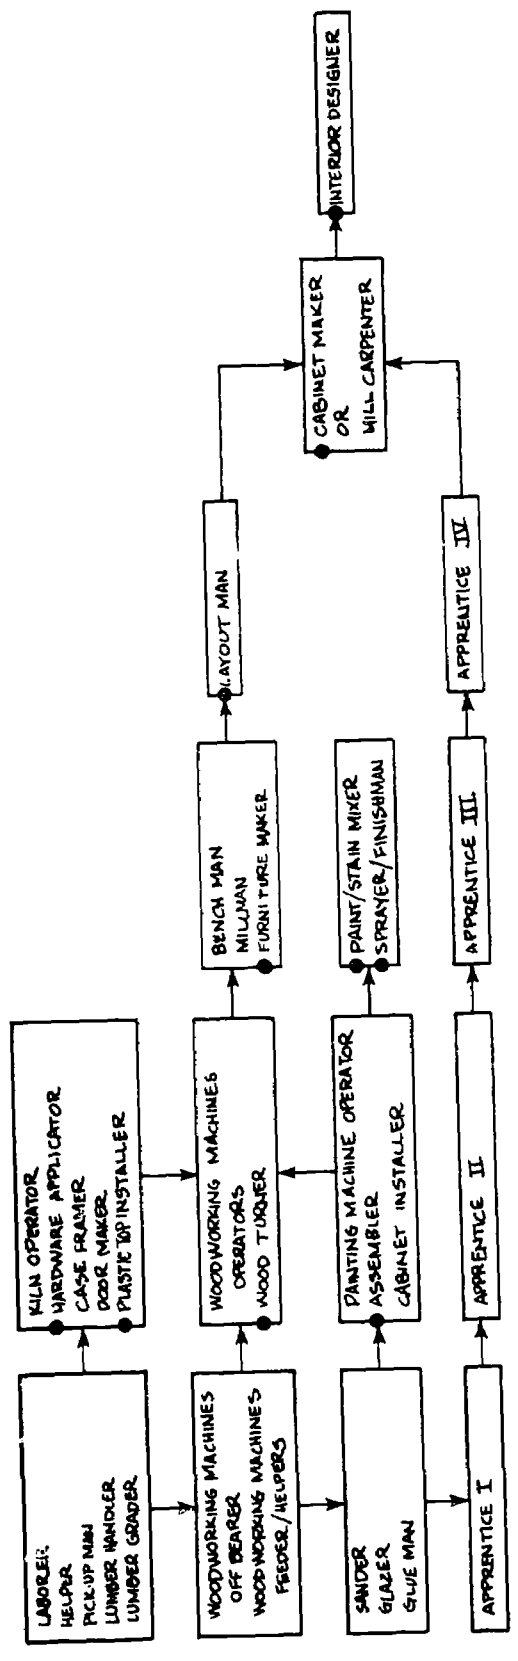 LABORER
HELPER
PICK-UP MAN
LUMBER HANDLER
LUMBER GRADER
WOODWORKING MACHINES
OFF BEARER
WOODWORKING MACHINES
FEEDER/HELPERS
SANDER
GLAZER
GLUE MAN
APPRENTICE I
KILN OPERATOR
HARDWARE APPLICATOR
CASE FRAMER
DOOR MAKER
PLASTIC TOP INSTALLER
WOODWORKING MACHINES
OPERATORS
WOOD TURNER
PAINTING MACHINE OPERATOR
ASSEMBLER
CABINET INSTALLER
APPRENTICE II
BENCH MAN
MILLMAN
FURNITURE MAKER
PAINT/STAIN MIXER
SPRAYER/FINISHMAN
APPRENTICE III
LAYOUT MAN
APPRENTICE IV
CABINET MAKER
OR
MILL CARPENTER
INTERIOR DESIGNER